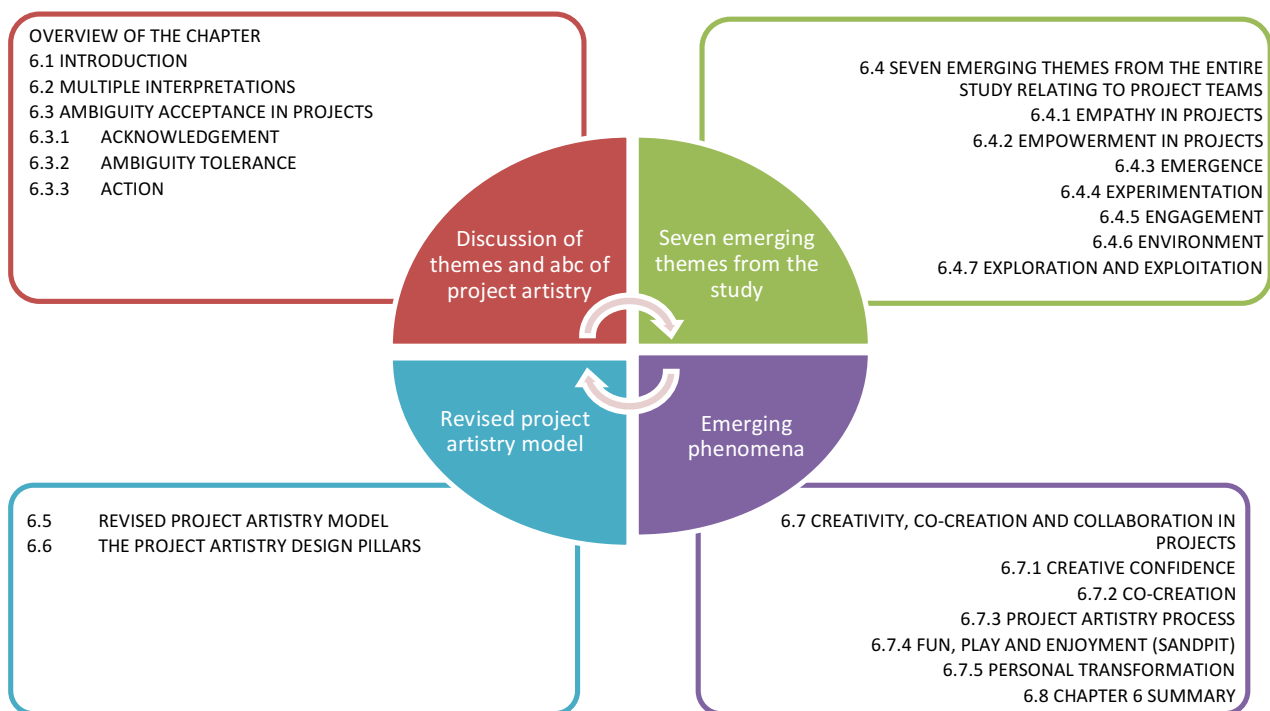 OVERVIEW OF THE CHAPTER
6.1 INTRODUCTION
6.2 MULTIPLE INTERPRETATIONS
6.3 AMBIGUITY ACCEPTANCE IN PROJECTS
6.3.1 ACKNOWLEDGEMENT
6.3.2 AMBIGUITY TOLERANCE
6.3.3 ACTION
6.4 SEVEN EMERGING THEMES FROM THE ENTIRE
STUDY RELATING TO PROJECT TEAMS
6.4.1 EMPATHY IN PROJECTS
6.4.2 EMPOWERMENT IN PROJECTS
6.4.3 EMERGENCE
6.4.4 EXPERIMENTATION
6.4.5 ENGAGEMENT
6.4.6 ENVIRONMENT
6.4.7 EXPLORATION AND EXPLOITATION
Discussion of
themes and abc of
project artistry
Seven emerging
themes from the
study
Revised project
artistry model
Emerging
phenomena
6.5 REVISED PROJECT ARTISTRY MODEL
6.6 THE PROJECT ARTISTRY DESIGN PILLARS
6.7 CREATIVITY, CO-CREATION AND COLLABORATION IN
PROJECTS
6.7.1 CREATIVE CONFIDENCE
6.7.2 CO-CREATION
6.7.3 PROJECT ARTISTRY PROCESS
6.7.4 FUN, PLAY AND ENJOYMENT (SANDPIT)
6.7.5 PERSONAL TRANSFORMATION
6.8 CHAPTER 6 SUMMARY